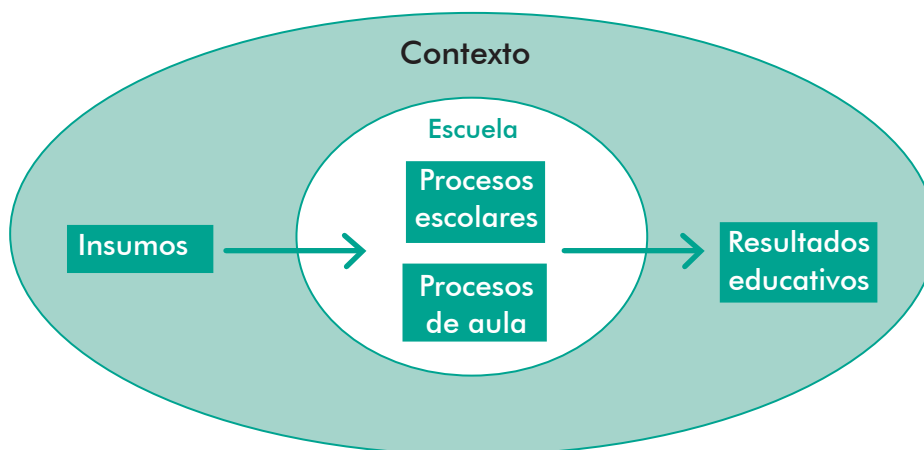 Contexto
Escuela
Insumos
Procesos
escolares
Procesos
de aula
Resultados
educativos